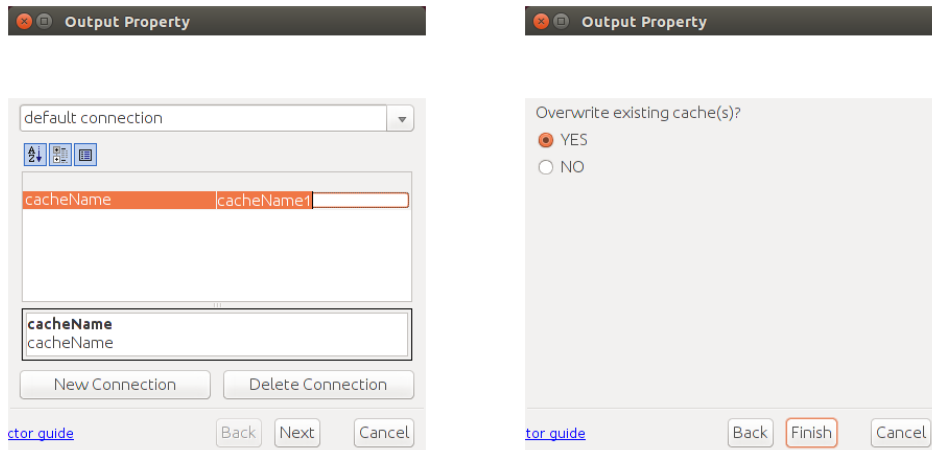 Output Property
default connection
cacheName cacheName1
cacheName
cacheName
New Connection Delete Connection
ctor guide Back Next Cancel
Output Property
Overwrite existing cache(s)?
YES
NO
tor guide Back Finish Cancel